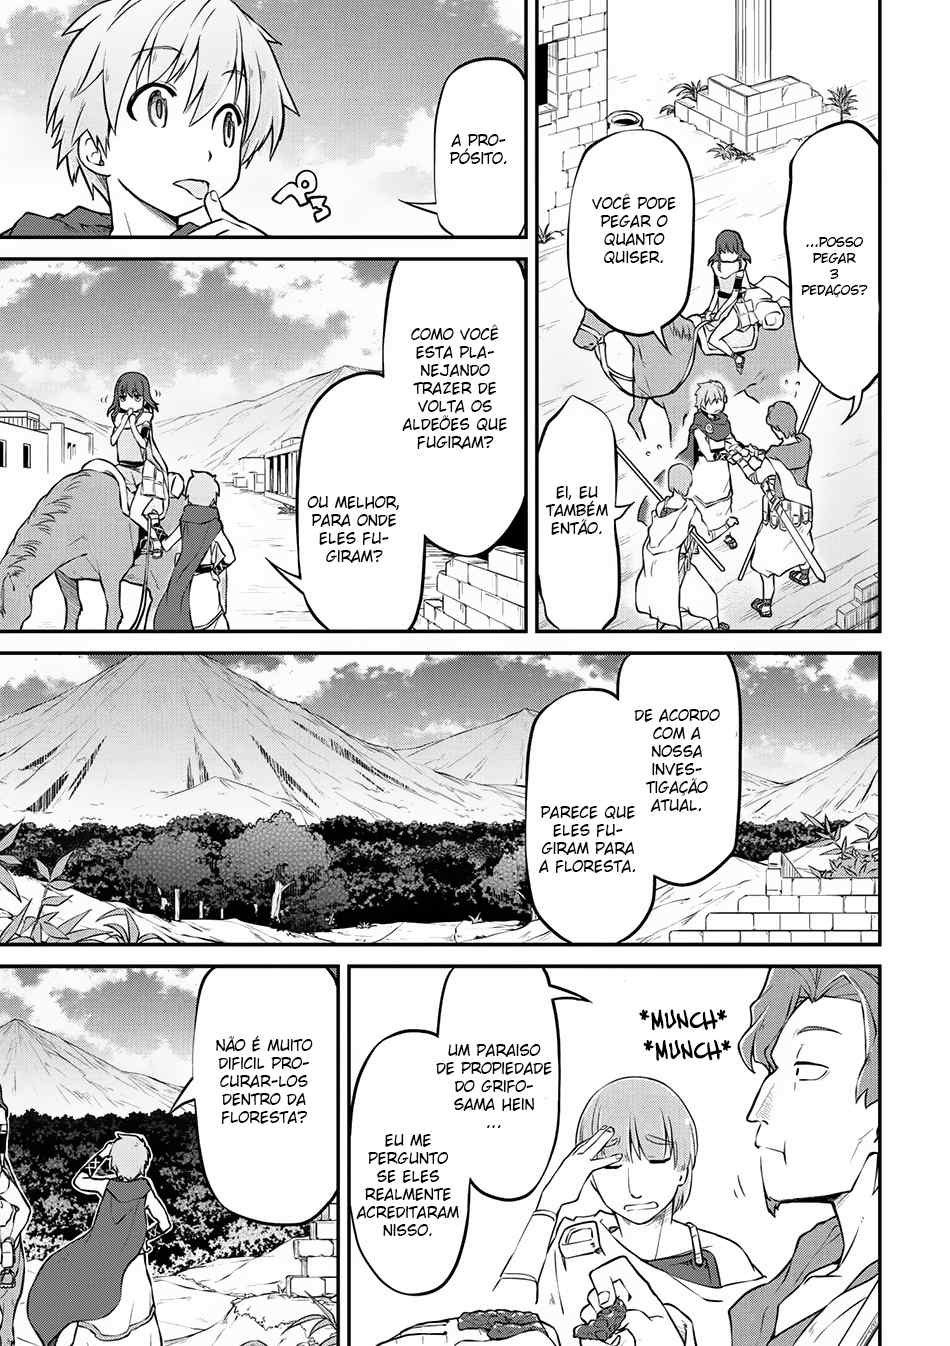 ...POSSO
PEGAR
3
PEDAÇOS?
VOCÊ PODE
PEGAR O
QUANTO
QUISER.
EI, EU
TAMBÉM
ENTÃO.
A PRO-
PÓSITO.
ペろ
COMO VOCÊ
ESTA PLA-
NEJANDO
TRAZER DE
VOLTA OS
ALDEÕES QUE
FUGIRAM?
OU MELHOR,
PARA ONDE
ELES FU-
GIRAM?
DE ACORDO
COM A
NOSSA
INVES-
TIGAÇÃO
ATUAL.
PARECE QUE
ELES FU-
GIRAM PARA
A FLORESTA.
*MUNCH*
*MUNCH*
UM PARAISO
DE PROPIEDADE
DO GRIFO-
SAMA HEIN
...
EU ME
PERGUNTO
SE ELES
REALMENTE
ACREDITARAM
NISSO.
NÃO É MUITO
DIFICIL PRO-
CURAR-LOS
DENTRO DA
FLORESTA?